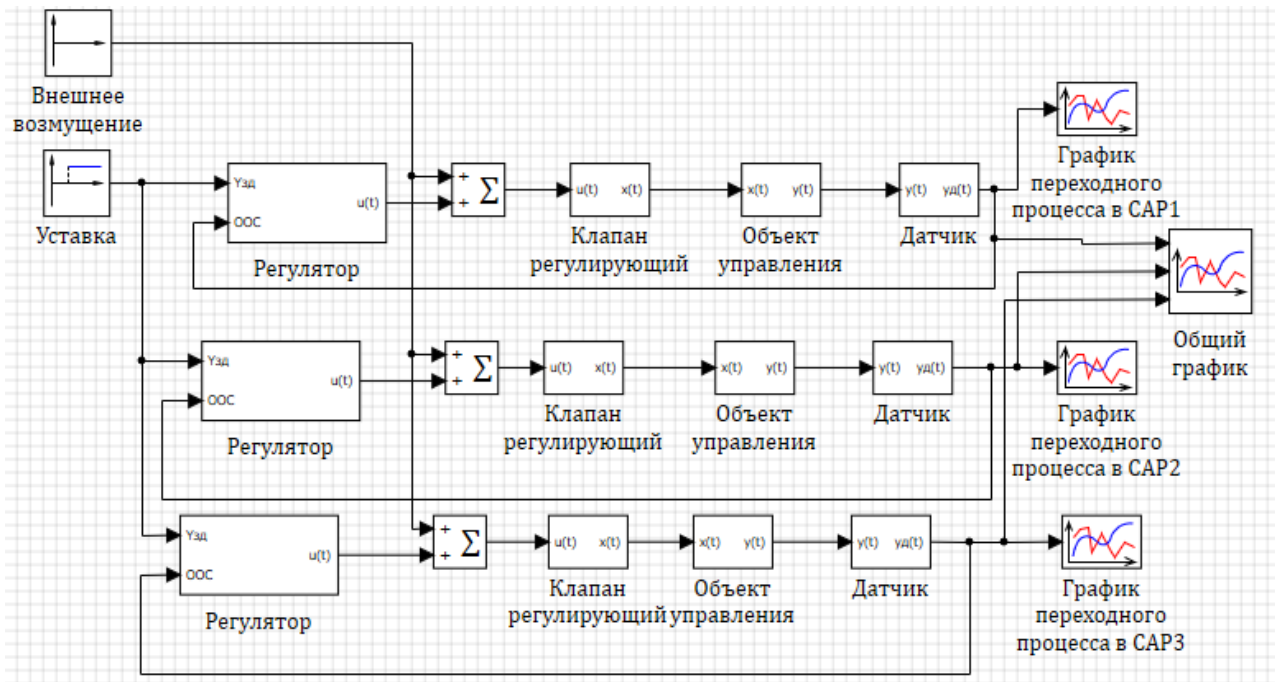 Внешнее
возмущение
Уставка
Yзд
u(t)
ООС
Регулятор
+
+
Σ
u(t) x(t)
Клапан
регулирующий
x(t) y(t)
Объект
управления
y(t) yд(t)
Датчик
График
переходного
процесса в САР1
Общий
график
Yзд
u(t)
ООС
Регулятор
+
+
Σ
u(t) x(t)
Клапан
регулирующий
x(t) y(t)
Объект
управления
y(t) yд(t)
Датчик
График
переходного
процесса в САР2
Yзд
u(t)
ООС
Регулятор
+
+
Σ
u(t) x(t)
Клапан
регулирующий
x(t) y(t)
Объект
управления
y(t) yд(t)
Датчик
График
переходного
процесса в САР3